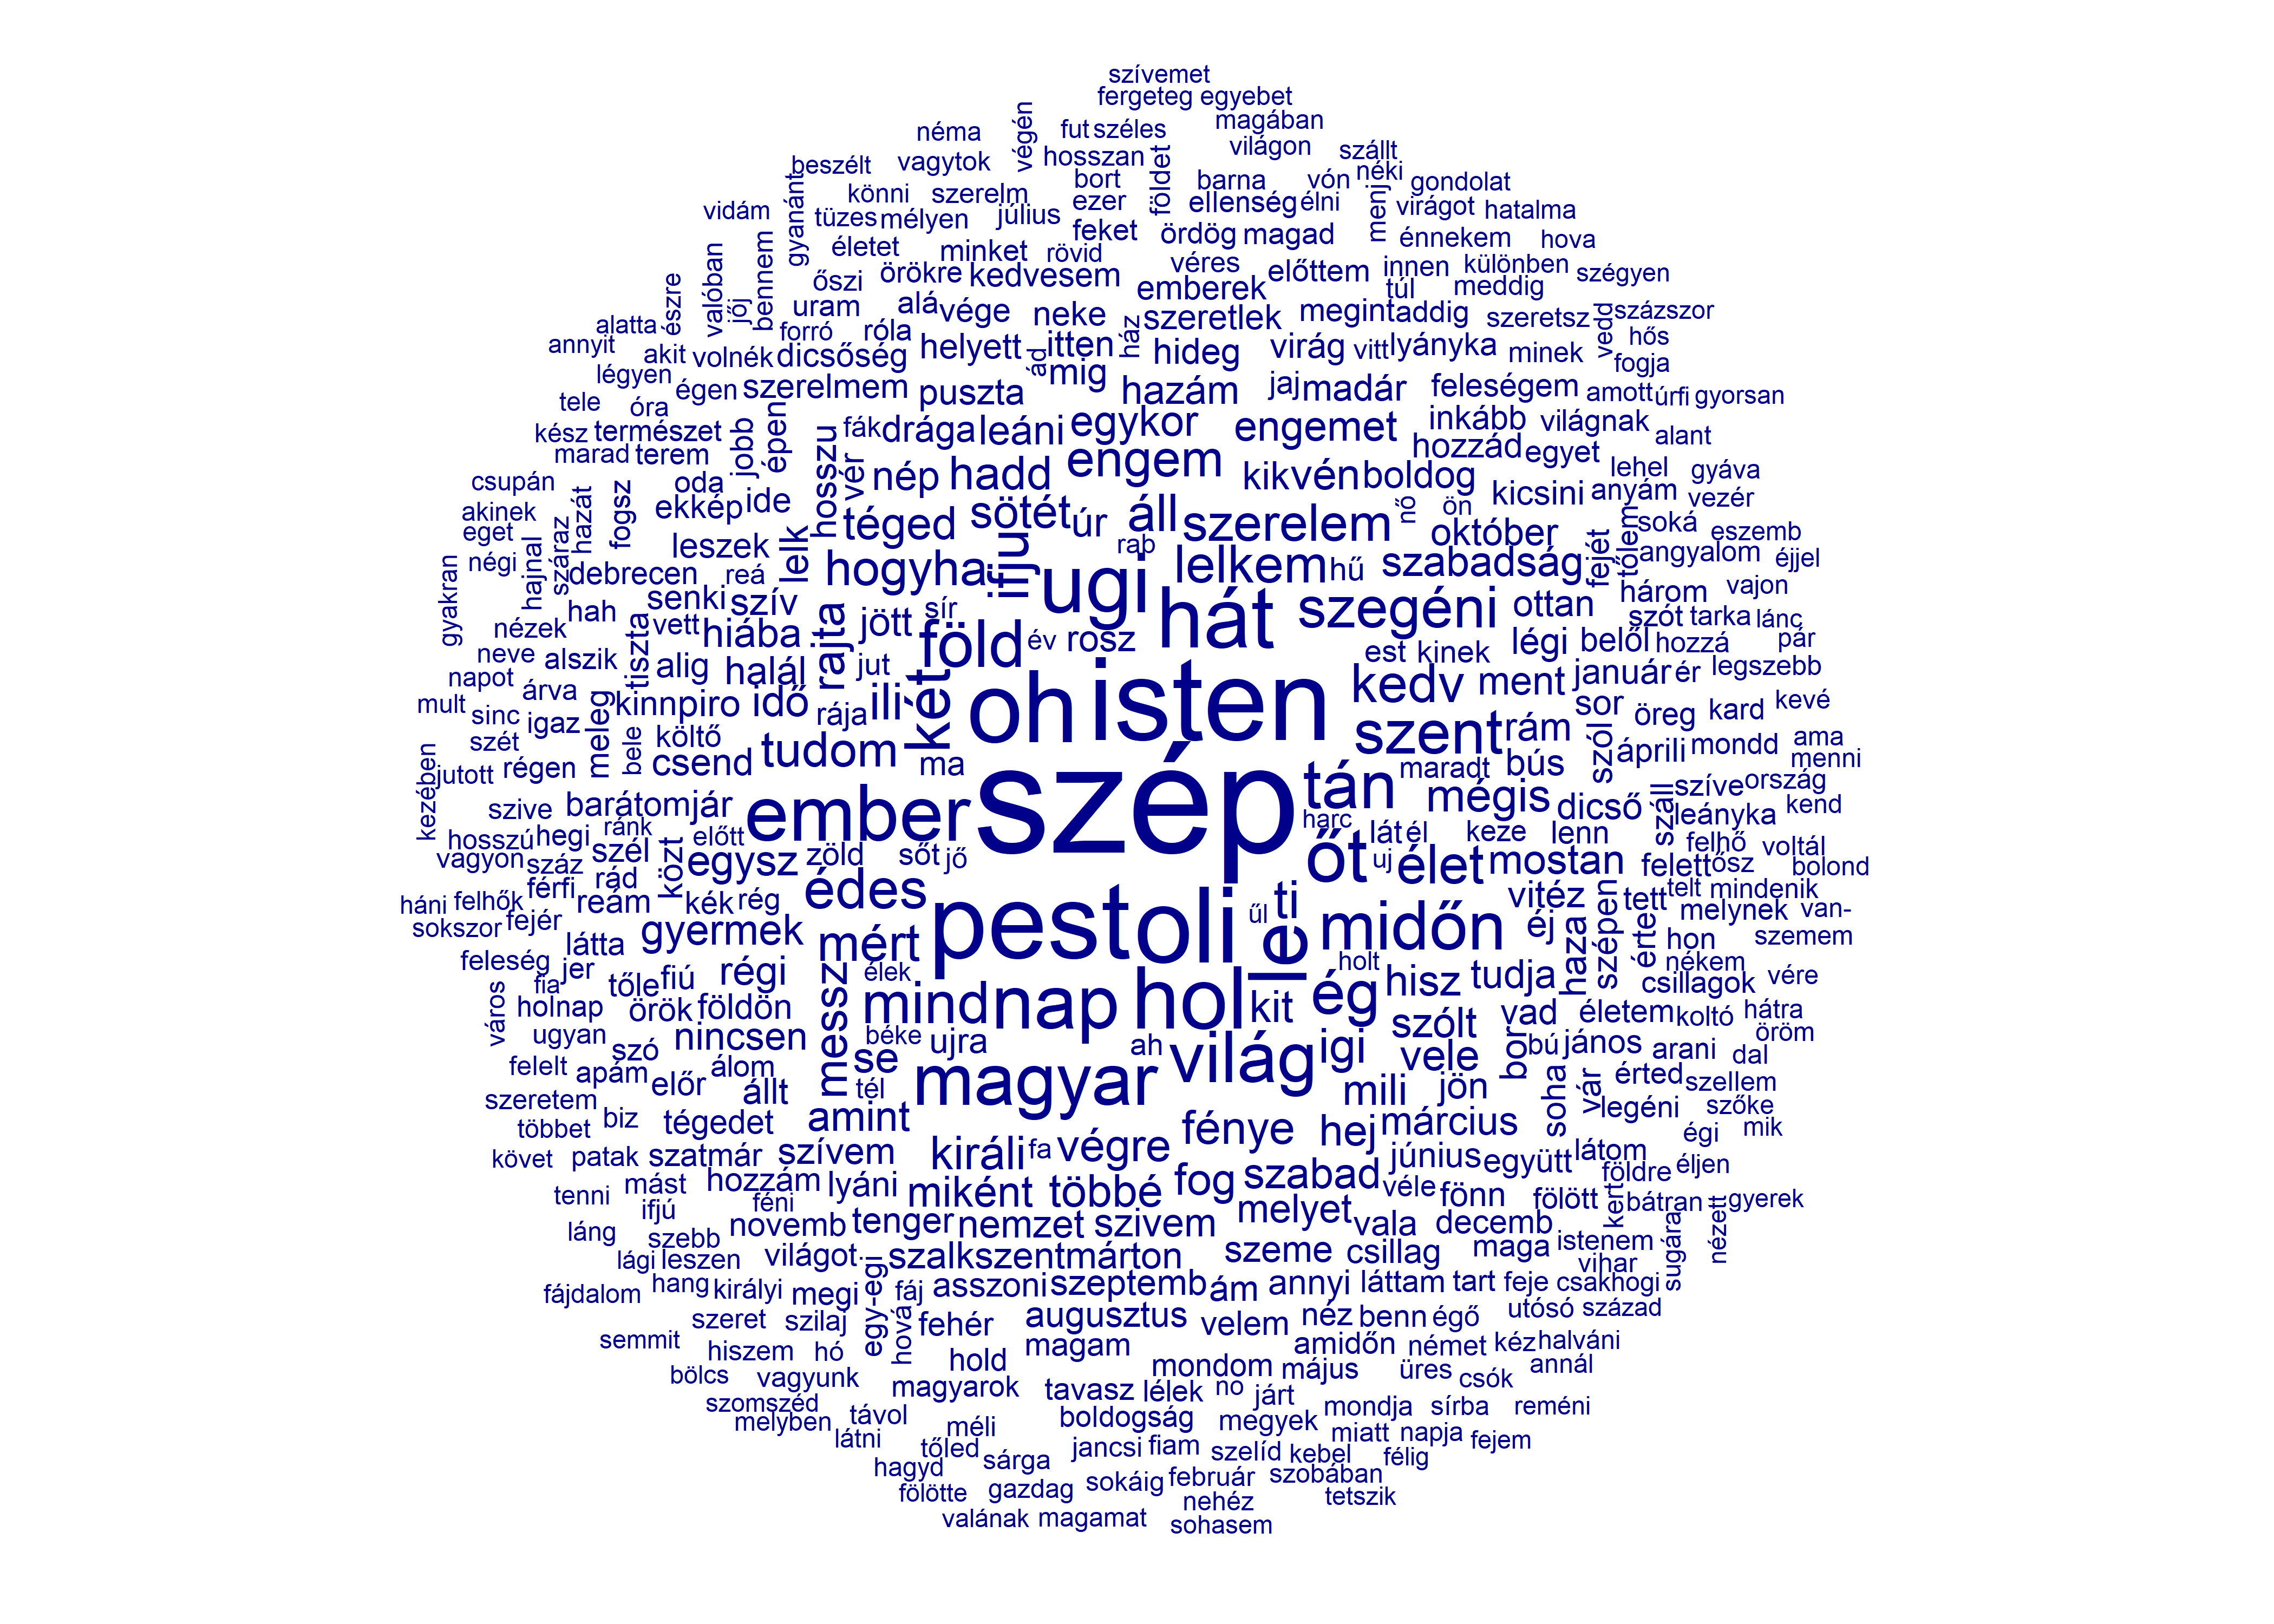 szívemet
fergeteg egyebet
néma végén fut széles magában
beszélt vagytok hosszan földet világon szállt
gyanánt könni szerelm bort barna vón néki gondolat
vidám tüzes mélyen július ezer ellenség élni menj virágot hatalma
valóban bennem életet minket rövid feket ördög magad énnekem hova
észre jőj őszi örökre kedvesem véres előttem innen különben szégyen
uram alá vége neke emberek túl meddig
alatta forró róla ház szeretlek megint addig szeretsz vedd százszor
annyit akit volnék dicsőség helyett ád itten hideg virág vitt lyányka minek hős
légyen égen szerelmem puszta mig hazám jaj madár feleségem amott úrfi gyorsan fogja
tele óra jobb épen hosszu fák drága leáni egykor engemet inkább világnak alant
kész természet vér hozzád egyet
marad terem nép hadd engem kik vén boldog lehel gyáva
csupán oda ide kicsini anyám vezér
akinek hazát fogsz ekkép téged sötét úr áll szerelem nő ön október soká eszemb
eget száraz leszek lelk ifju rab fejét tőlem angyalom éjjel
gyakran négi hajnal debrecen reá hogyha ugi lelkem hű szabadság három vajon
hah senki szív sír hát szegéni ottan szót tarka lánc
nézek tiszta vett hiába rajta jött föld év rosz légi belől hozzá pár
neve alszik alig halál jut est kinek január ér legszebb
napot árva meleg kinnpiro idő rája ili két oh isten kedv ment sor öreg kard kevé
mult sinc igaz költő szent rám szól
szét bele csend tudom ma maradt bús áprili mondd ama
kezében jutott régen tán mégis dicső száll szíve ország menni
szive barátom jár ember szép harc leányka kend
hosszú hegi ránk közt előtt őt lát él keze lenn felhő voltál
vagyon száz szél egysz zöld sőt jő uj élet mostan felett ősz bolond
férfi rád édes vitéz szépen tett telt mindenik
háni felhők reám kék rég pest oli űl le ti midőn éj haza érte melynek van-
sokszor fejér látta gyermek mért hon szemem
feleség jer tőle fiú régi messz élek holt hisz tudja csillagok nékem vére
város fia holnap örök földön mind nap hol kit ég vad életem koltó hátra
ugyan szó nincsen béke ujra ah szólt bor bú jános arani öröm
felelt apám előr álom se világ igi vele dal
szeretem állt tél magyar mili jön soha vár érted szellem
többet biz tégedet amint fénye hej március legéni szőke
követ patak szatmár szívem királi fa végre június együtt látom égi mik
mást hozzám lyáni miként többé fog szabad véle fönn fölött földre éljen
tenni ifjú féni novemb tenger nemzet szivem melyet vala decemb kert bátran gyerek
láng szebb világot szalkszentmárton szeme csillag maga istenem sugára nézett
lági leszen egy-egi vihar
fájdalom hang királyi megi fáj asszoni szeptemb ám annyi láttam tart feje csakhogi
szeret szilaj hová fehér augusztus velem néz benn égő utósó század
semmit hiszem hó magam amidőn német kéz halváni
bölcs vagyunk hold mondom május üres csók annál
magyarok tavasz lélek no járt
szomszéd távol mondja sírba reméni
melyben méli boldogság megyek miatt napja
látni tőled jancsi fiam szelíd kebel félig fejem
hagyd sárga sokáig február szobában
fölötte gazdag nehéz tetszik
valának magamat sohasem